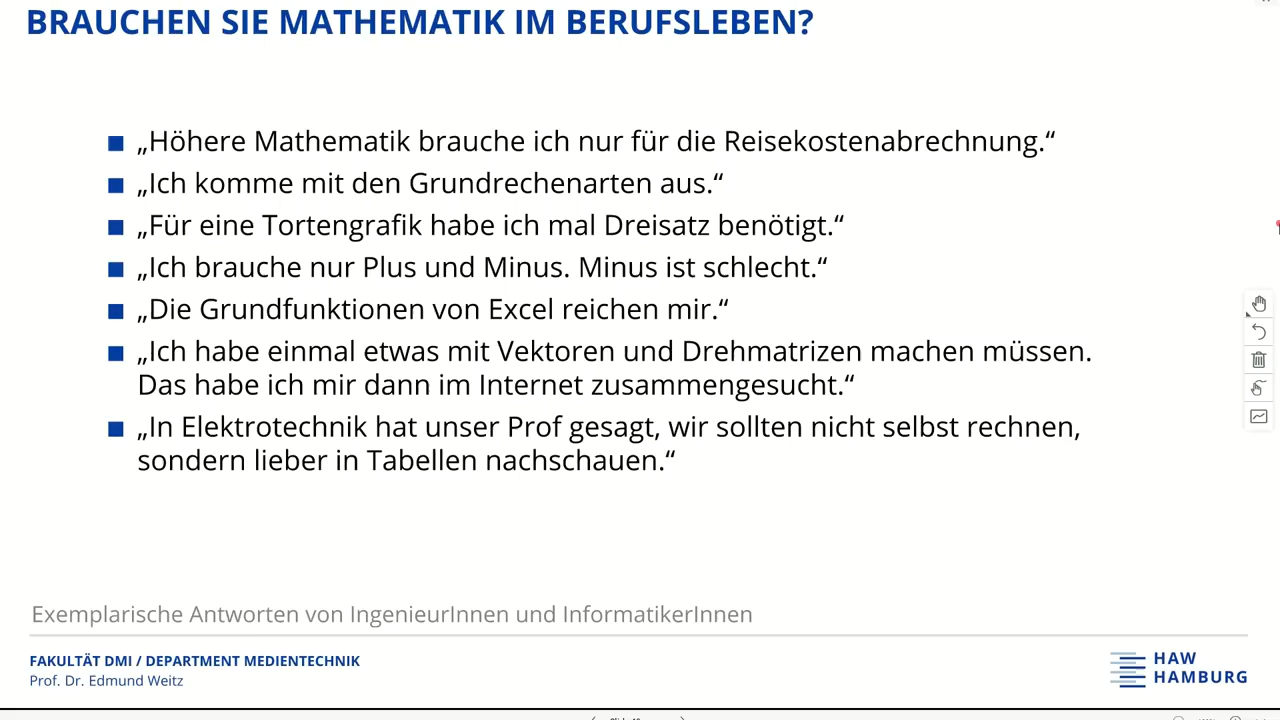 BRAUCHEN SIE MATHEMATIK IM BERUFSLEBEN?
„Höhere Mathematik brauche ich nur für die Reisekostenabrechnung.“
„Ich komme mit den Grundrechenarten aus.“
„Für eine Tortengrafik habe ich mal Dreisatz benötigt.“
„Ich brauche nur Plus und Minus. Minus ist schlecht.“
„Die Grundfunktionen von Excel reichen mir.“
„Ich habe einmal etwas mit Vektoren und Drehmatrizen machen müssen.
Das habe ich mir dann im Internet zusammengesucht.“
„In Elektrotechnik hat unser Prof gesagt, wir sollten nicht selbst rechnen,
sondern lieber in Tabellen nachschauen.“
Exemplarische Antworten von IngenieurInnen und InformatikerInnen
FAKULTÄT DMI / DEPARTMENT MEDIENTECHNIK
Prof. Dr. Edmund Weitz
HAW
HAMBURG